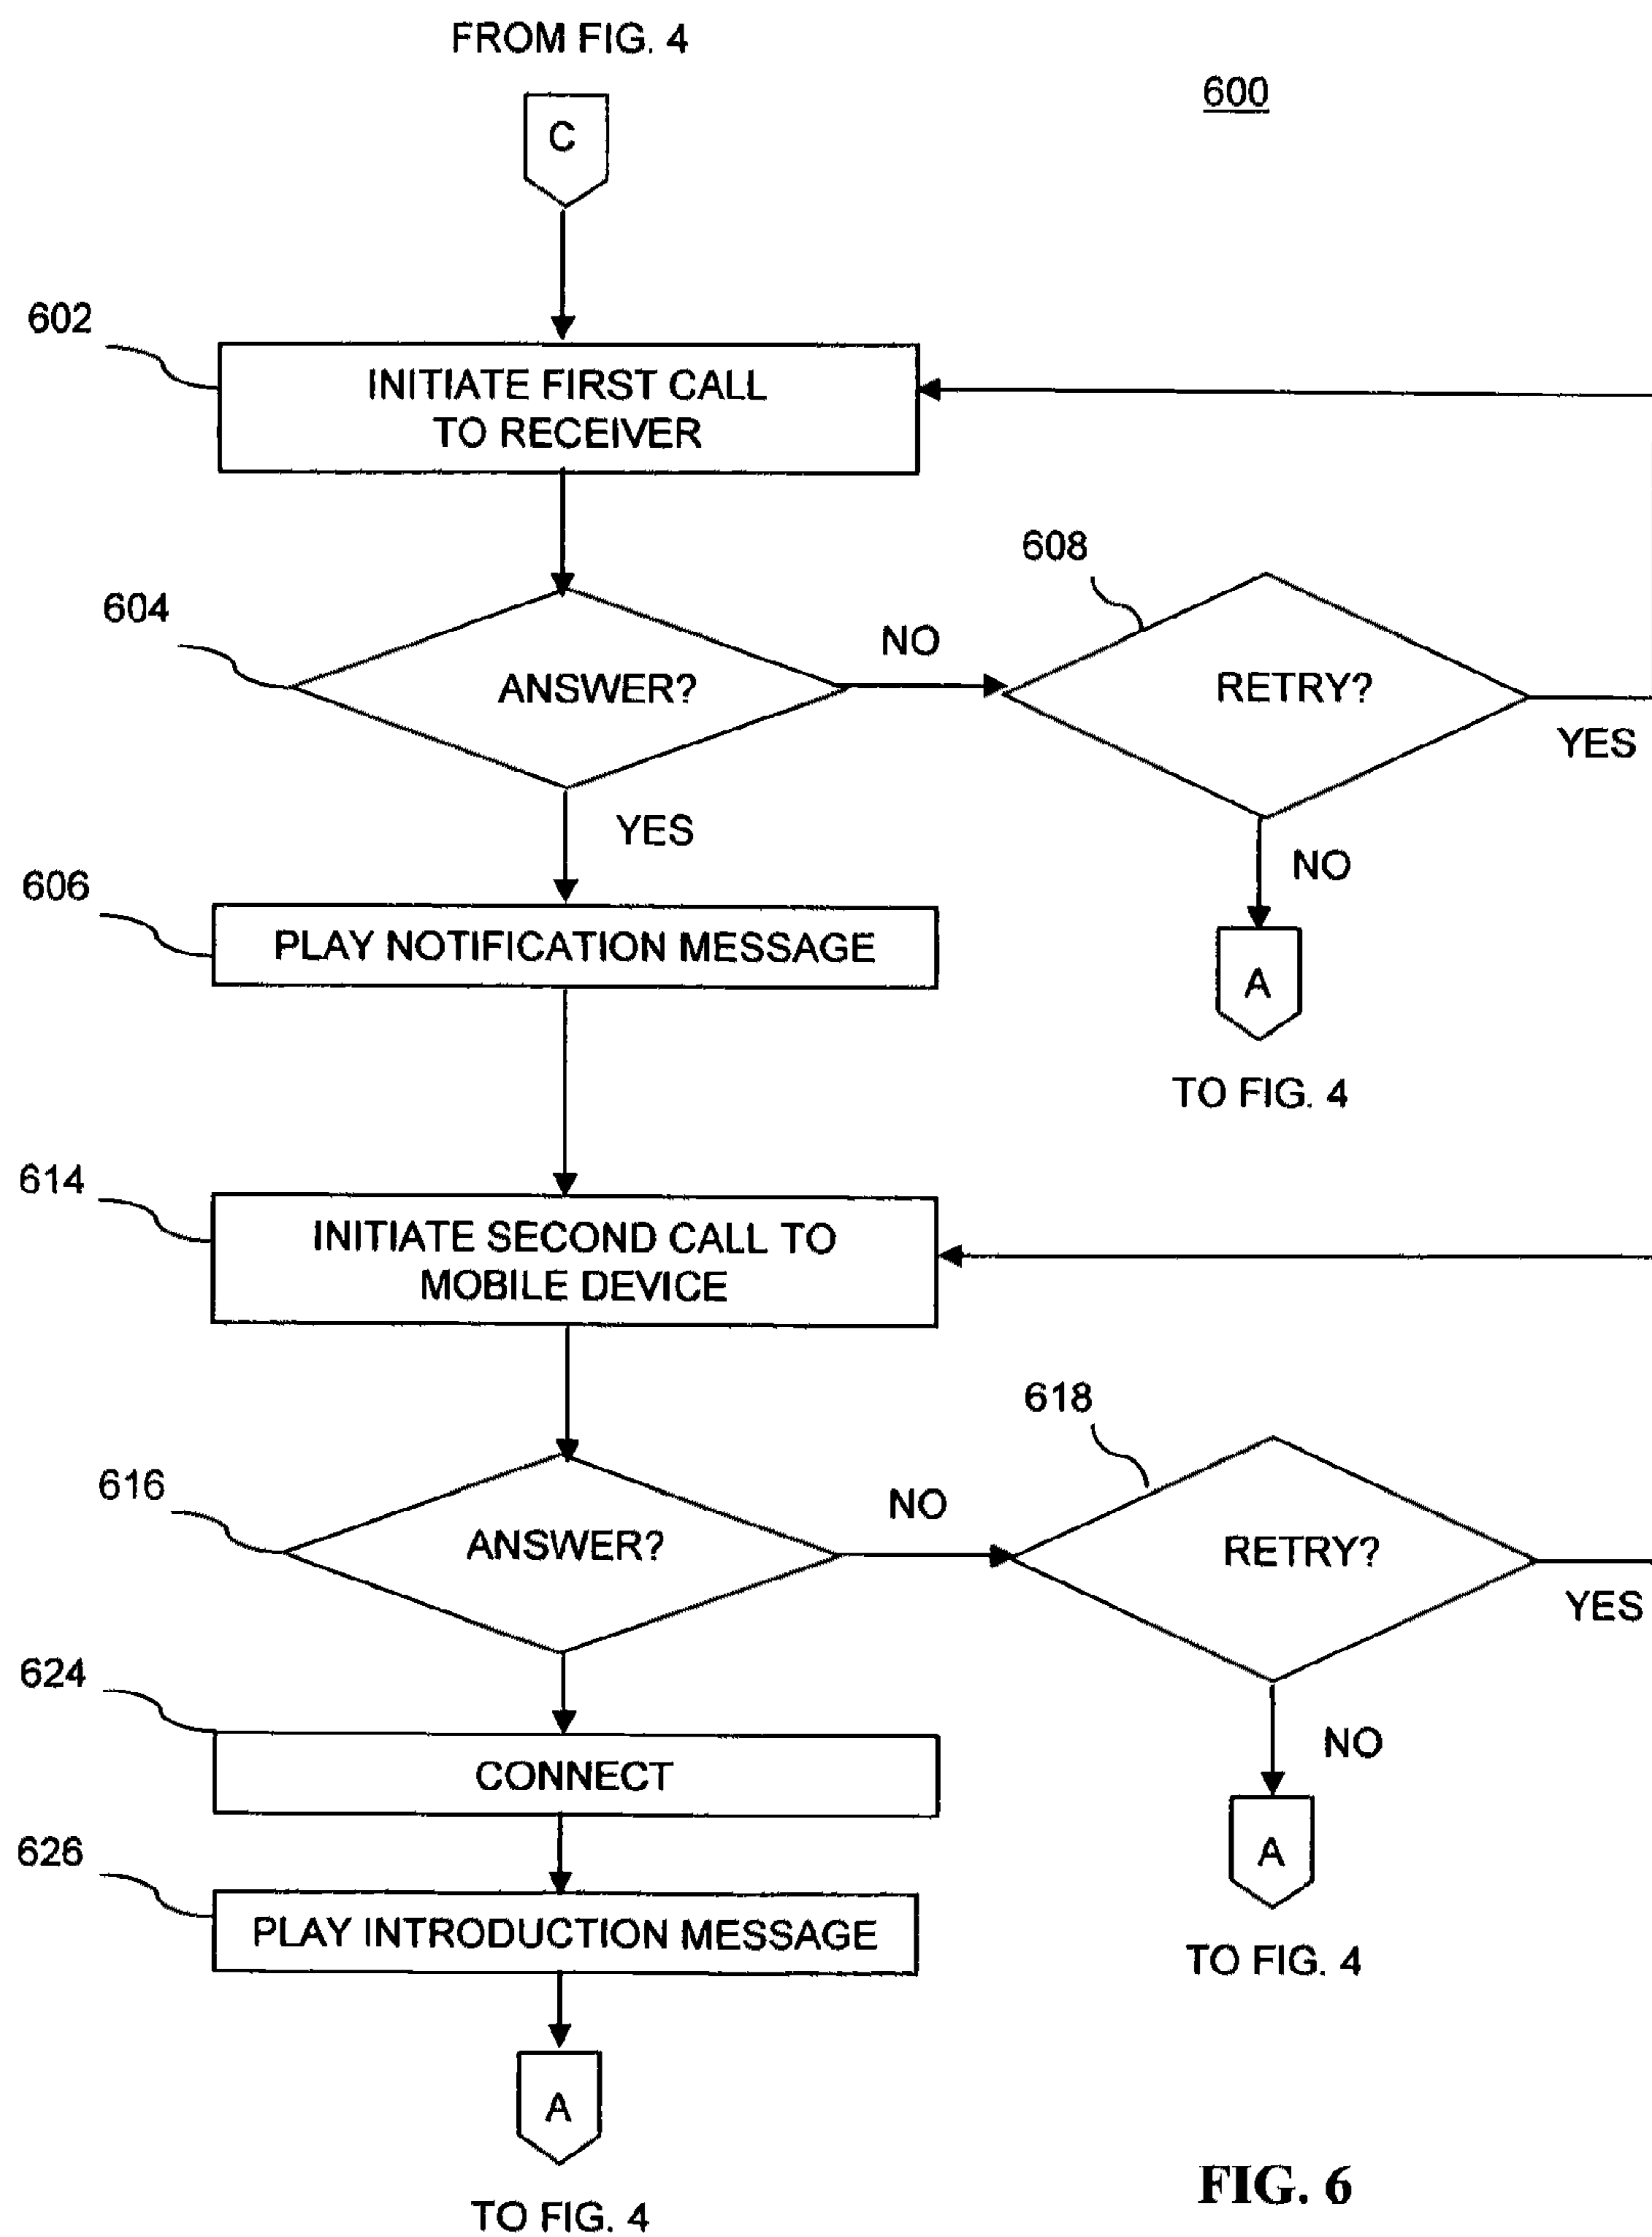 FROM FIG. 4
600
C
602
INITIATE FIRST CALL
TO RECEIVER
608
604
ANSWER?
NO
RETRY?
YES
YES
NO
606
PLAY NOTIFICATION MESSAGE
A
TO FIG. 4
614
INITIATE SECOND CALL TO
MOBILE DEVICE
618
616
ANSWER?
NO
RETRY?
YES
624
NO
CONNECT
A
626
PLAY INTRODUCTION MESSAGE
TO FIG. 4
A
TO FIG. 4
FIG. 6